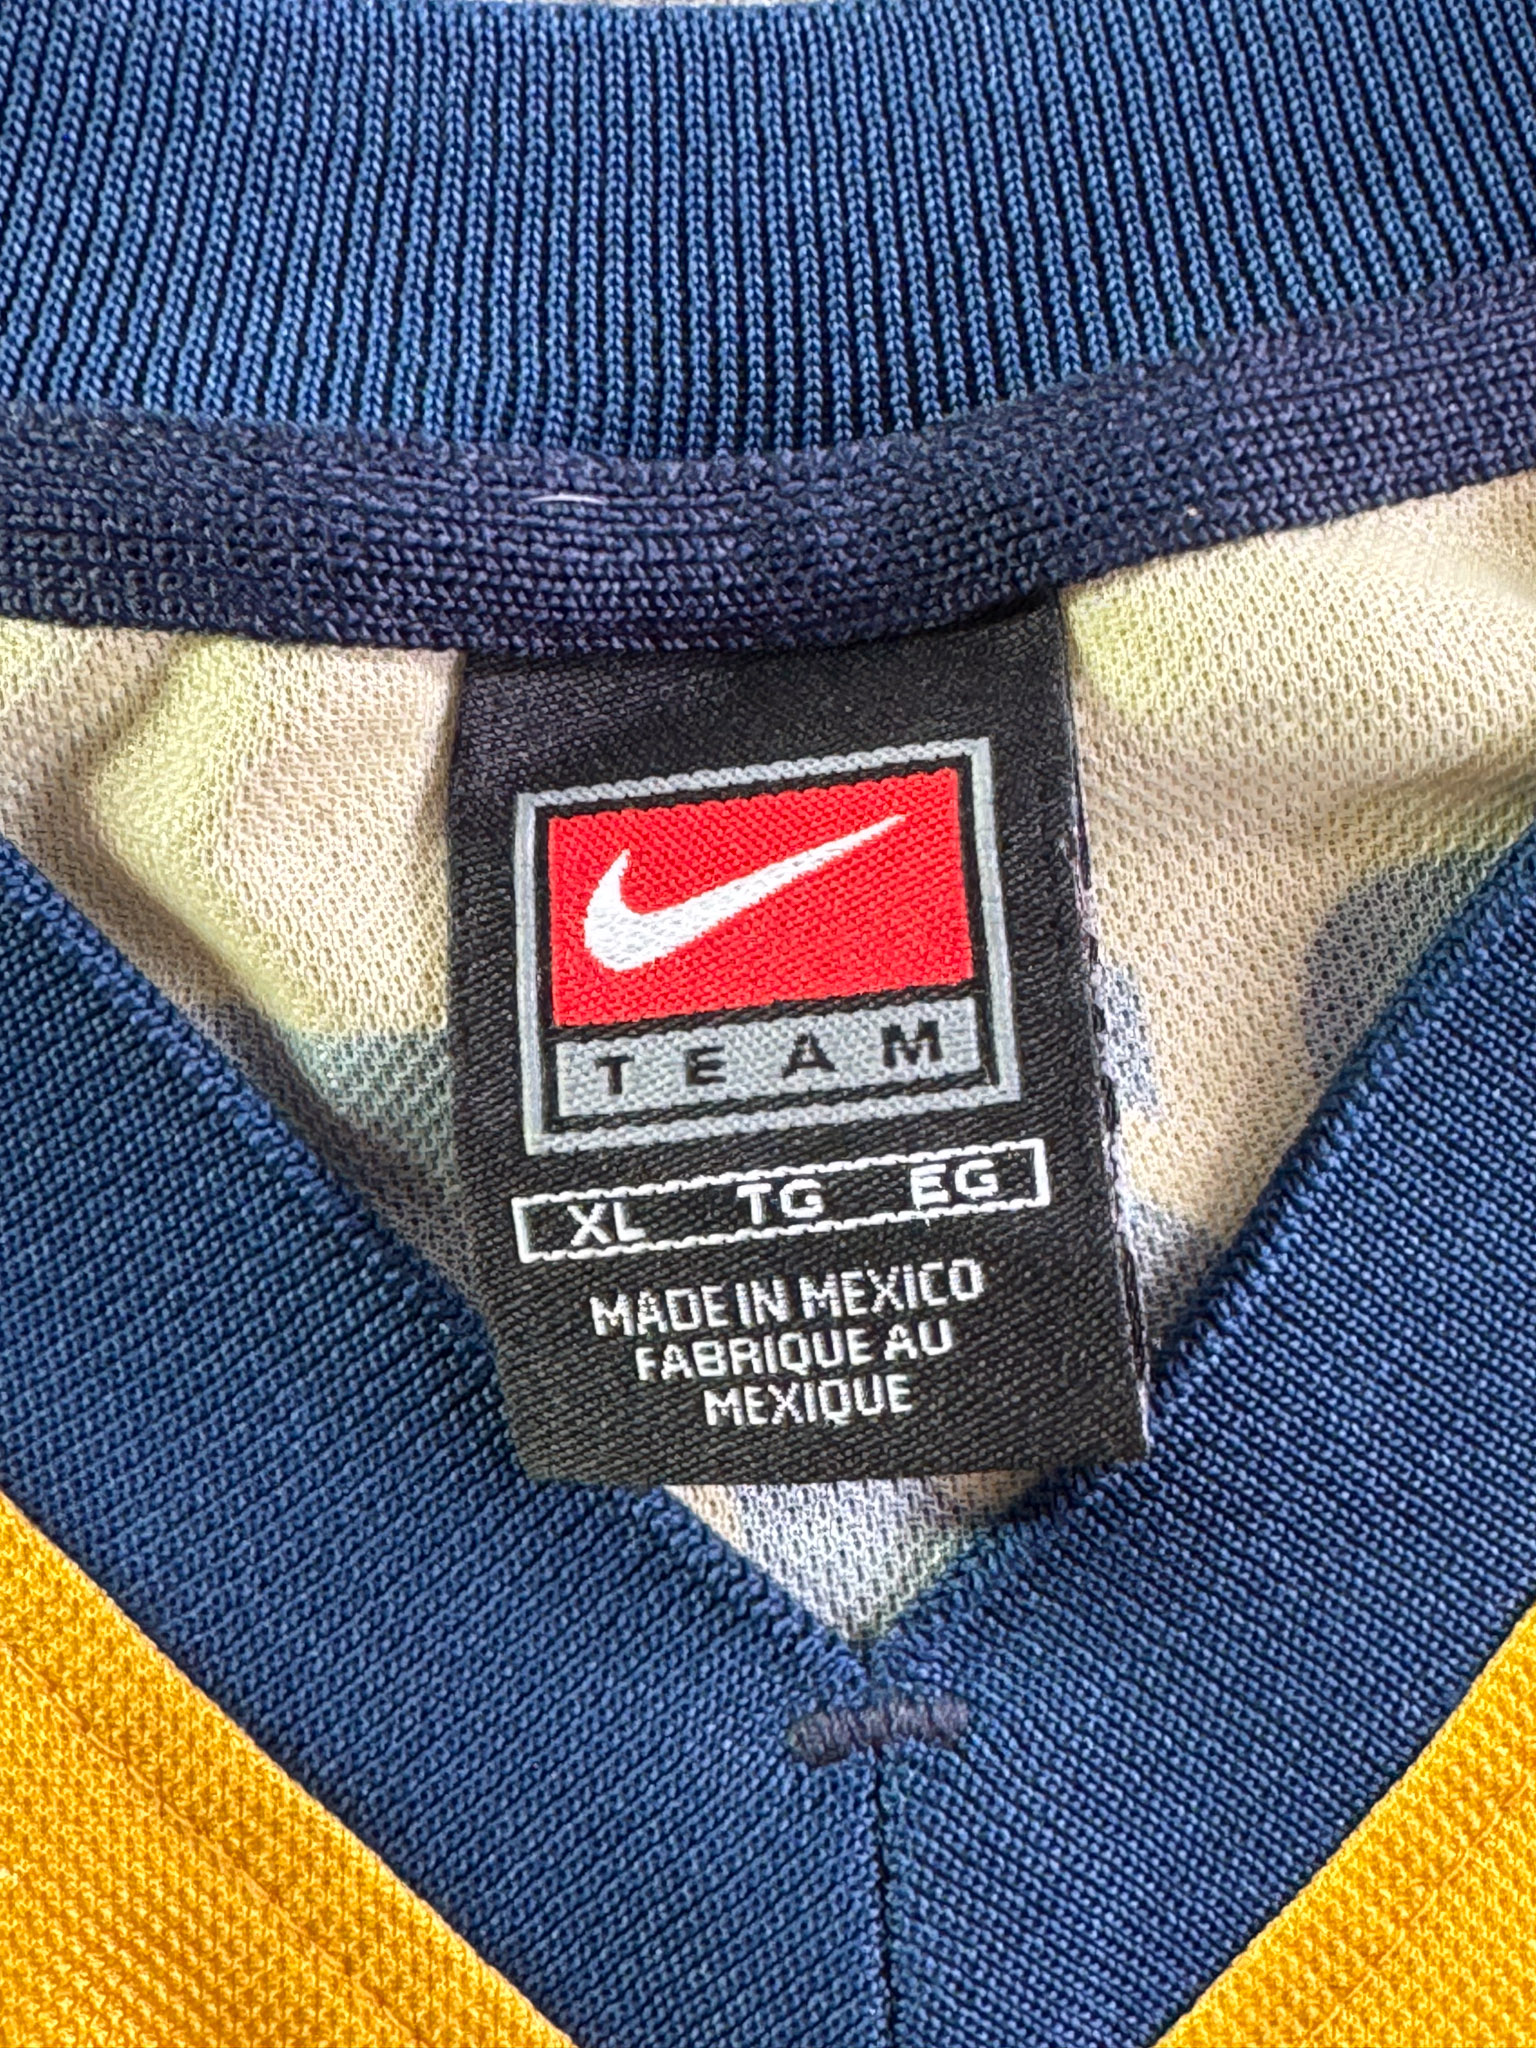 TEAM
XL TG EG
MADE IN MEXICO
FABRIQUE AU
MEXIQUE